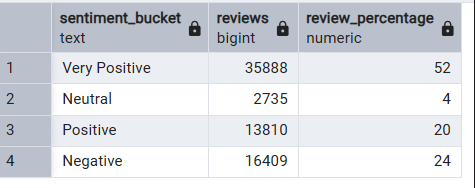 sentiment_bucket reviews review_percentage
text bigint numeric
1 Very Positive 35888 52
2 Neutral 2735 4
3 Positive 13810 20
4 Negative 16409 24